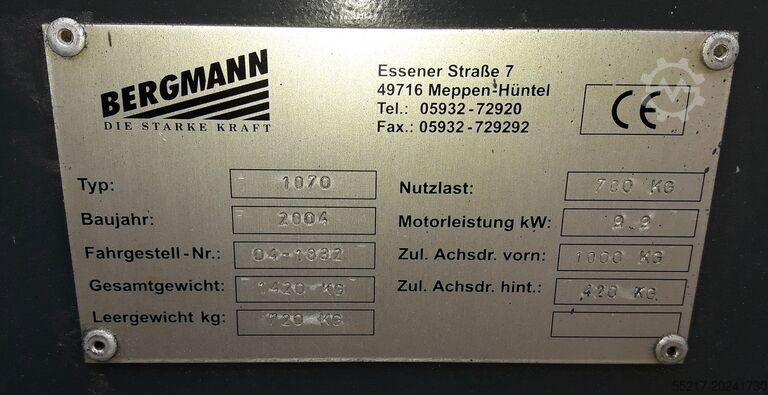 BERGMANN
DIE STARKE KRAFT
Essener Straße 7
49716 Meppen-Hüntel
Tel.: 05932-72920
Fax.: 05932-729292
CE
Typ: 1070
Baujahr: 2004
Fahrgestell-Nr.: 04-1332
Gesamtgewicht: 1420 KG
Leergewicht kg: 720 KG
Nutzlast: 700 KG
Motorleistung kW: 9.9
Zul. Achsdr. vorn: 1000 KG
Zul. Achsdr. hint.: 420 KG
55217-20241730